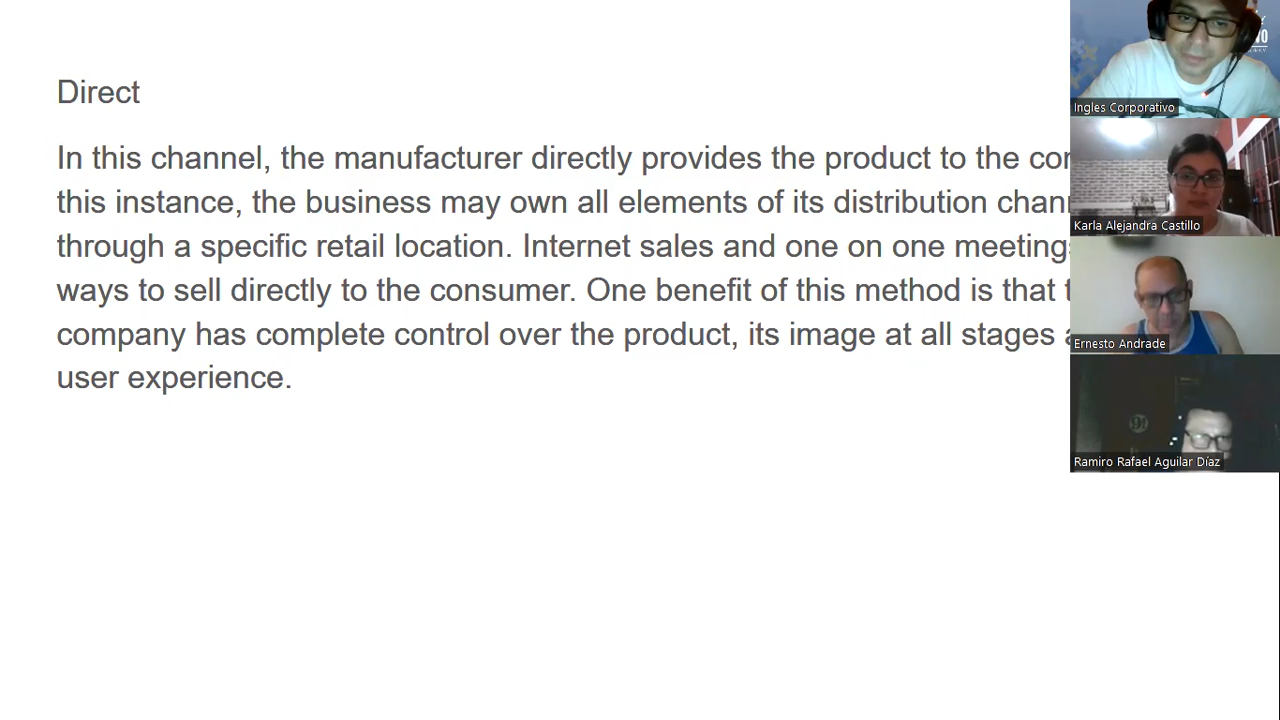 Direct
In this channel, the manufacturer directly provides the product to the
this instance, the business may own all elements of its distribution
through a specific retail location. Internet sales and one on one meetings
ways to sell directly to the consumer. One benefit of this method is that
company has complete control over the product, its image at all stages
user experience.
Ingles Corporativo
Karla Alejandra Castillo
Ernesto Andrade
Ramiro Rafael Aguilar Díaz